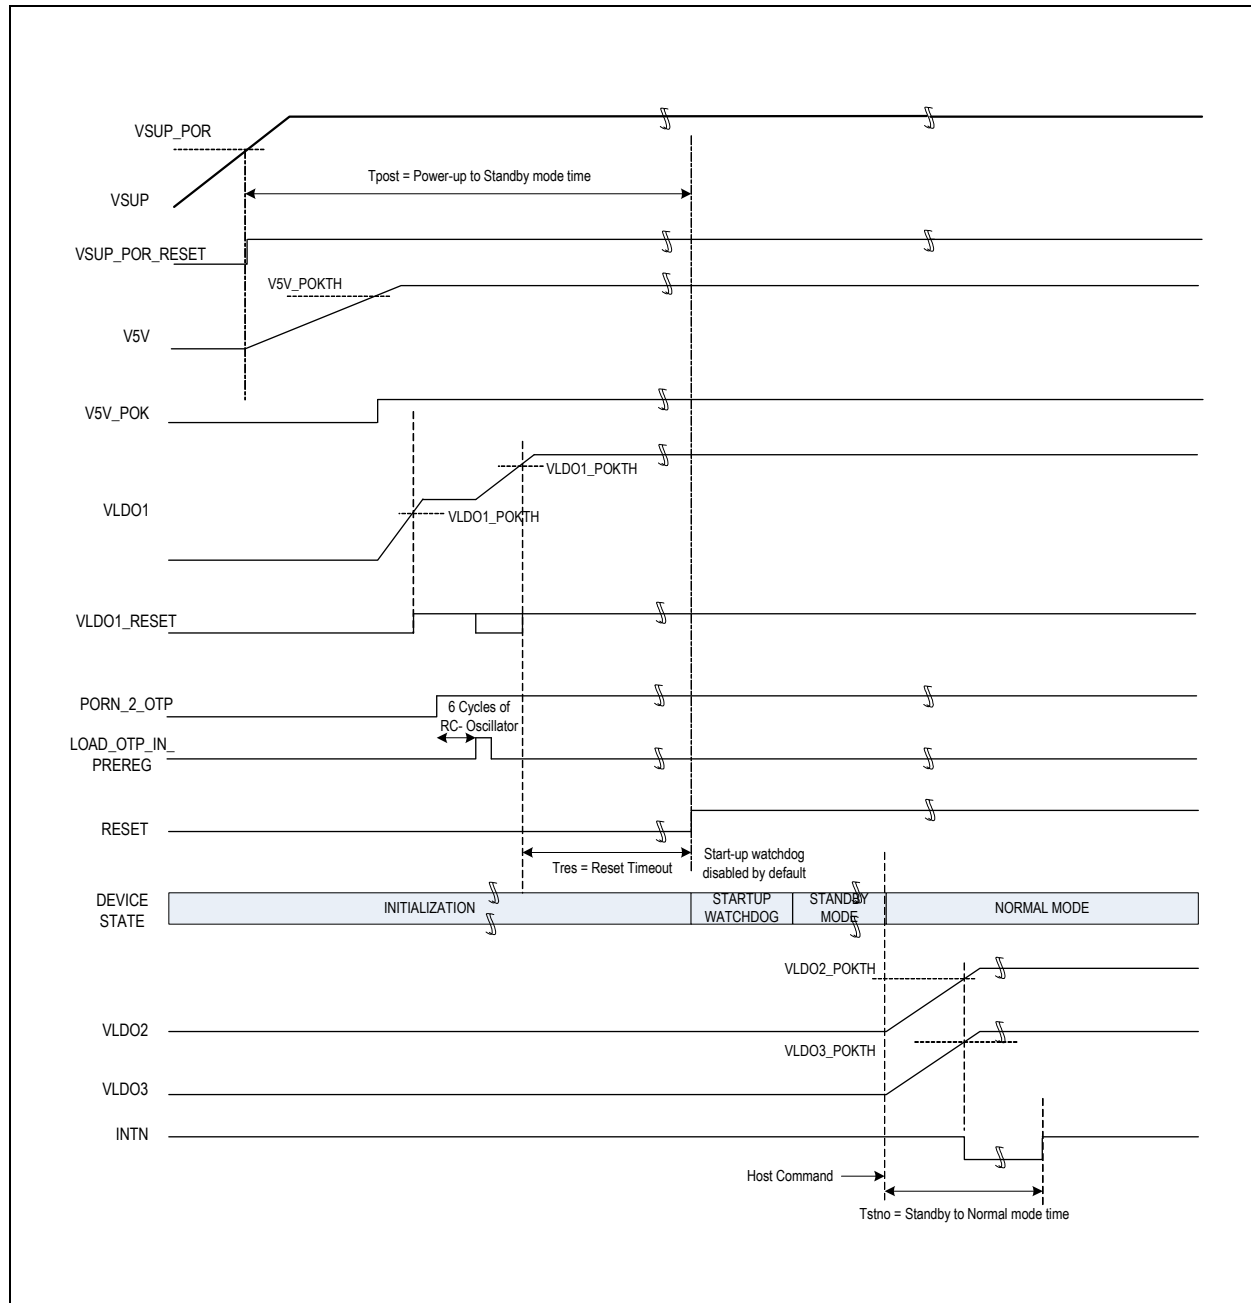 VSUP_POR
Tpost = Power-up to Standby mode time
VSUP
VSUP_POR_RESET
V5V_POKTH
V5V
V5V_POK
VLDO1_POKTH
VLDO1
VLDO1_POKTH
VLDO1_RESET
PORN_2_OTP
6 Cycles of
RC- Oscillator
LOAD_OTP_IN_
PREREG
RESET
Tres = Reset Timeout
Start-up watchdog
disabled by default
DEVICE
STATE
INITIALIZATION
STARTUP
WATCHDOG
STANDBY
MODE
NORMAL MODE
VLDO2_POKTH
VLDO2
VLDO3_POKTH
VLDO3
INTN
Host Command
Tstno = Standby to Normal mode time